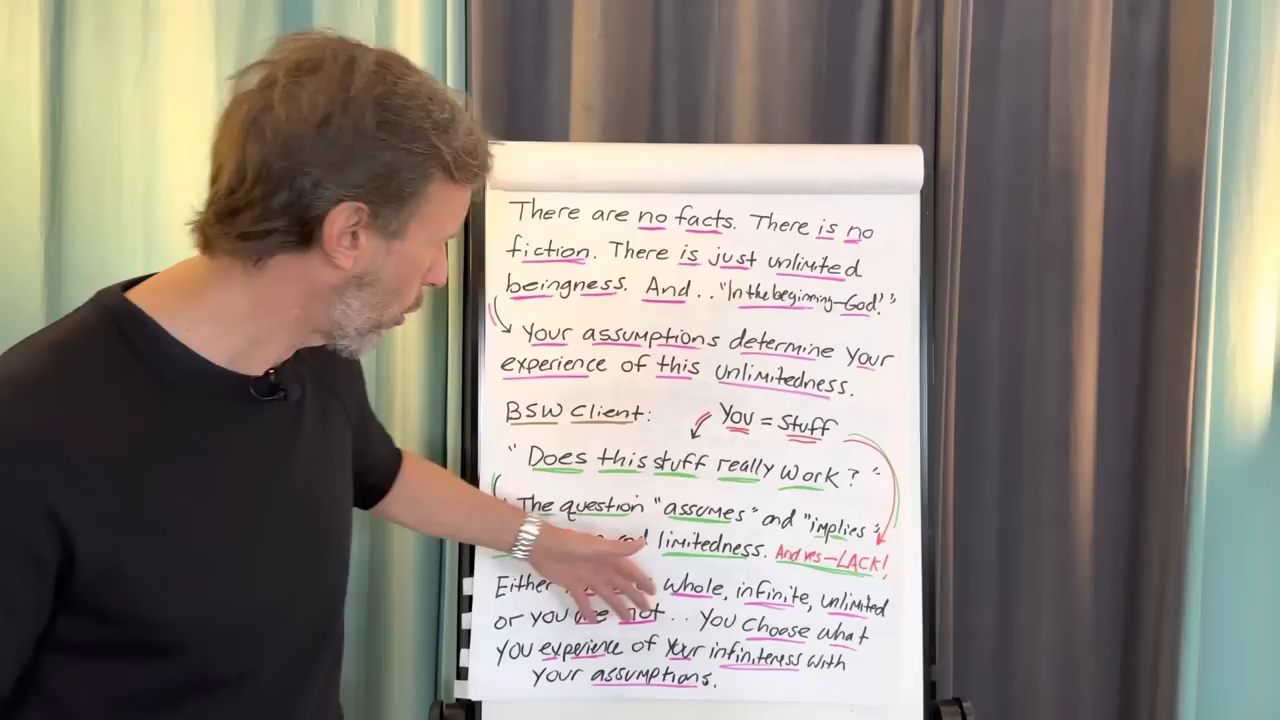 There are no facts. There is no
fiction. There is just unlimited
beingness. And.. "In the beginning—God!"
Your assumptions determine your
experience of this unlimitedness.
BSW Client:
You = stuff
"Does this stuff really work?"
The question "assumes" and "implies"
limitedness. And yes—LACK!
Either whole, infinite, unlimited
or you are not.. You choose what
you experience of your infiniteness with
your assumptions.